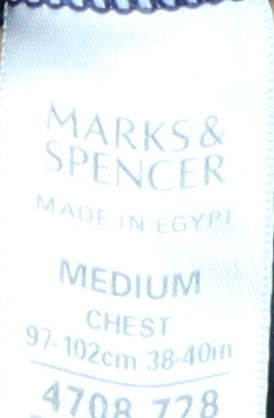 MARKS &
SPENCER
MADE IN EGYPT
MEDIUM
CHEST
97-102cm 38-40in
4708 728